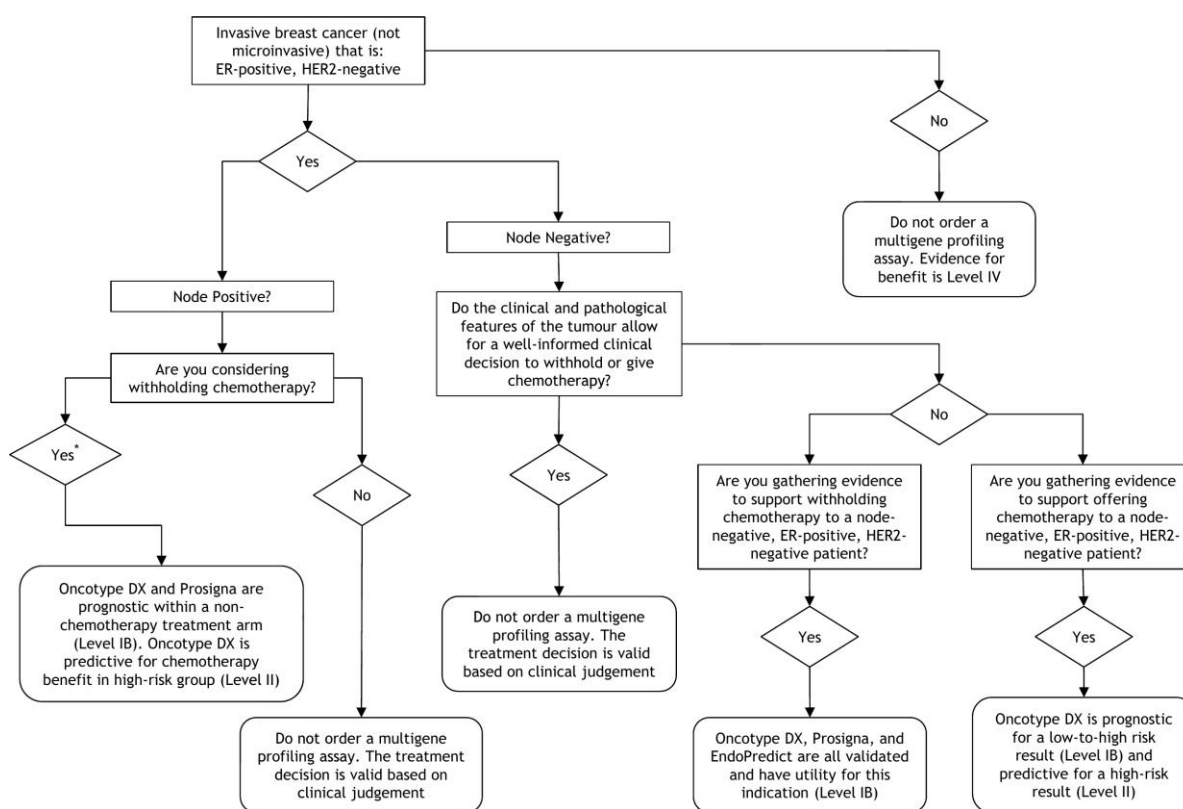 Invasive breast cancer (not
microinvasive) that is:
ER-positive, HER2-negative
No
Yes
Do not order a
multigene profiling
assay. Evidence for
benefit is Level IV
Node Negative?
Node Positive?
Do the clinical and pathological
features of the tumour allow
for a well-informed clinical
decision to withhold or give
chemotherapy?
Are you considering
withholding chemotherapy?
No
Yes*
Yes
No
Are you gathering evidence
to support withholding
chemotherapy to a node-
negative, ER-positive, HER2-
negative patient?
Are you gathering evidence
to support offering
chemotherapy to a node-
negative, ER-positive, HER2-
negative patient?
Oncotype DX and Prosigna are
prognostic within a non-
chemotherapy treatment arm
(Level IB). Oncotype DX is
predictive for chemotherapy
benefit in high-risk group (Level II)
Do not order a multigene
profiling assay. The
treatment decision is valid
based on clinical judgement
Yes
Yes
Do not order a multigene
profiling assay. The treatment
decision is valid based on
clinical judgement
Oncotype DX, Prosigna, and
EndoPredict are all validated
and have utility for this
indication (Level IB)
Oncotype DX is prognostic
for a low-to-high risk
result (Level IB) and
predictive for a high-risk
result (Level II)